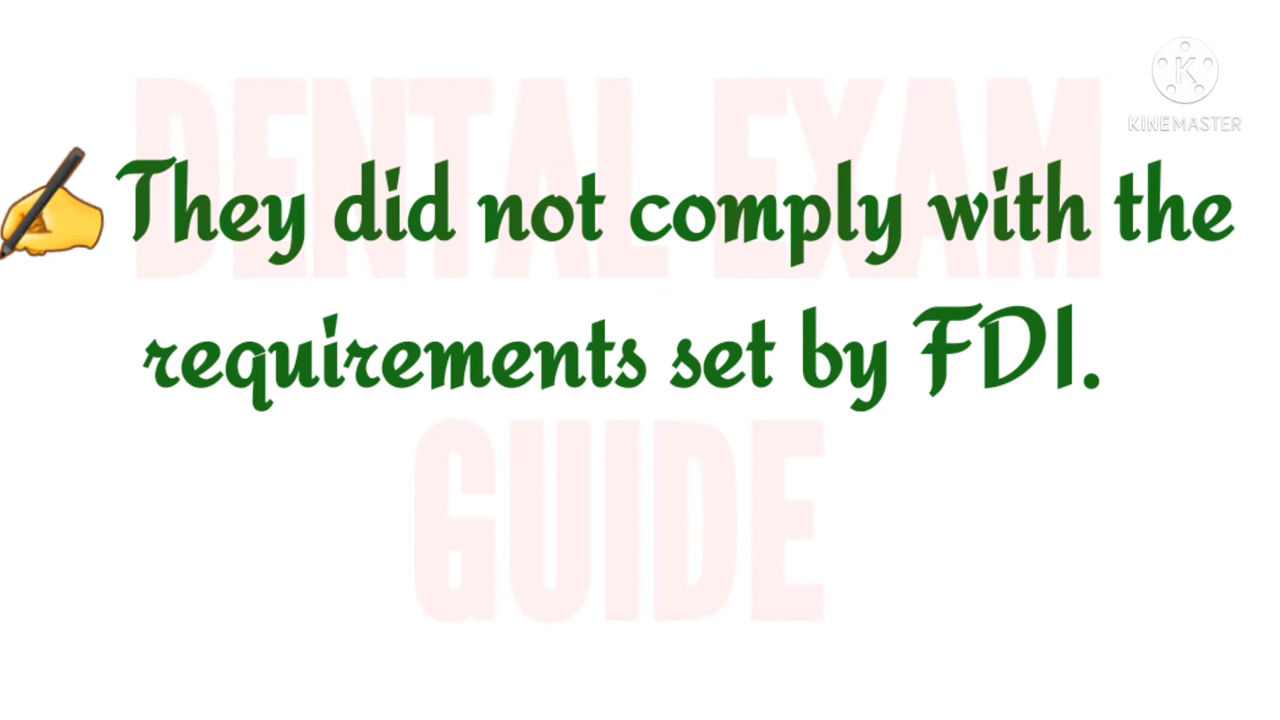 DENTAL EXAM
KINEMASTER
✍They did not comply with the
requirements set by FDI.
GUIDE